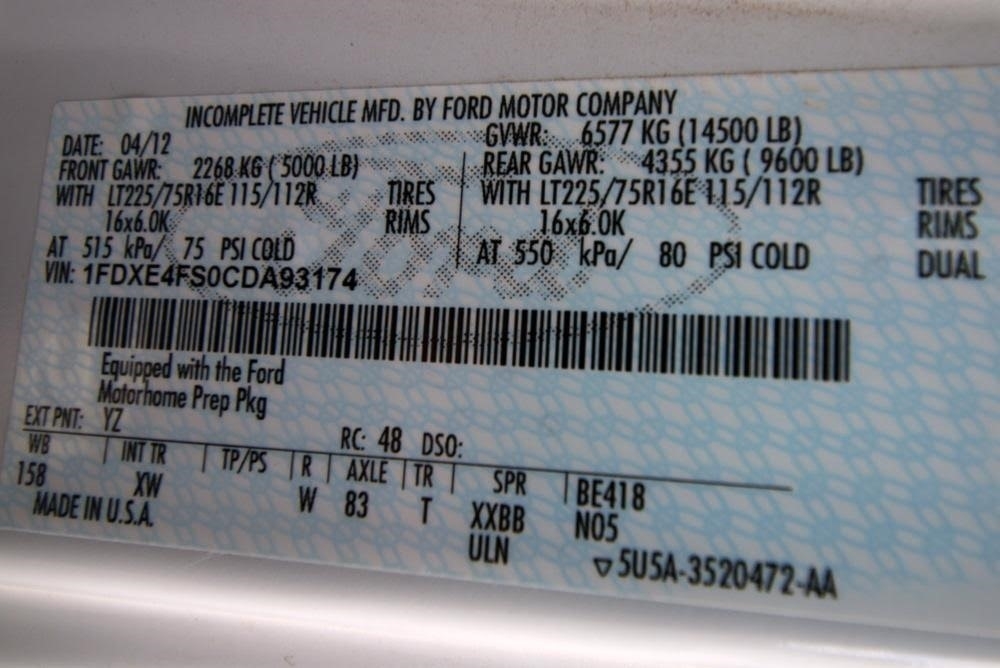 INCOMPLETE VEHICLE MFD. BY FORD MOTOR COMPANY
DATE: 04/12 GVWR: 6577 KG (14500 LB)
FRONT GAWR: 2268 KG ( 5000 LB) REAR GAWR: 4355 KG ( 9600 LB)
WITH LT225/75R16E 115/112R TIRES WITH LT225/75R16E 115/112R TIRES
16x6.0K RIMS 16x6.0K RIMS
AT 515 kPa/ 75 PSI COLD AT 550 kPa/ 80 PSI COLD DUAL
VIN: 1FDXE4FS0CDA93174
Ford
Equipped with the Ford
Motorhome Prep Pkg
EXT PNT: YZ RC: 48 DSO:
WB INT TR TP/PS R AXLE TR SPR BE418
158 XW W 83 T XXBB N05
MADE IN U.S.A. ULN ▽5U5A-3520472-AA